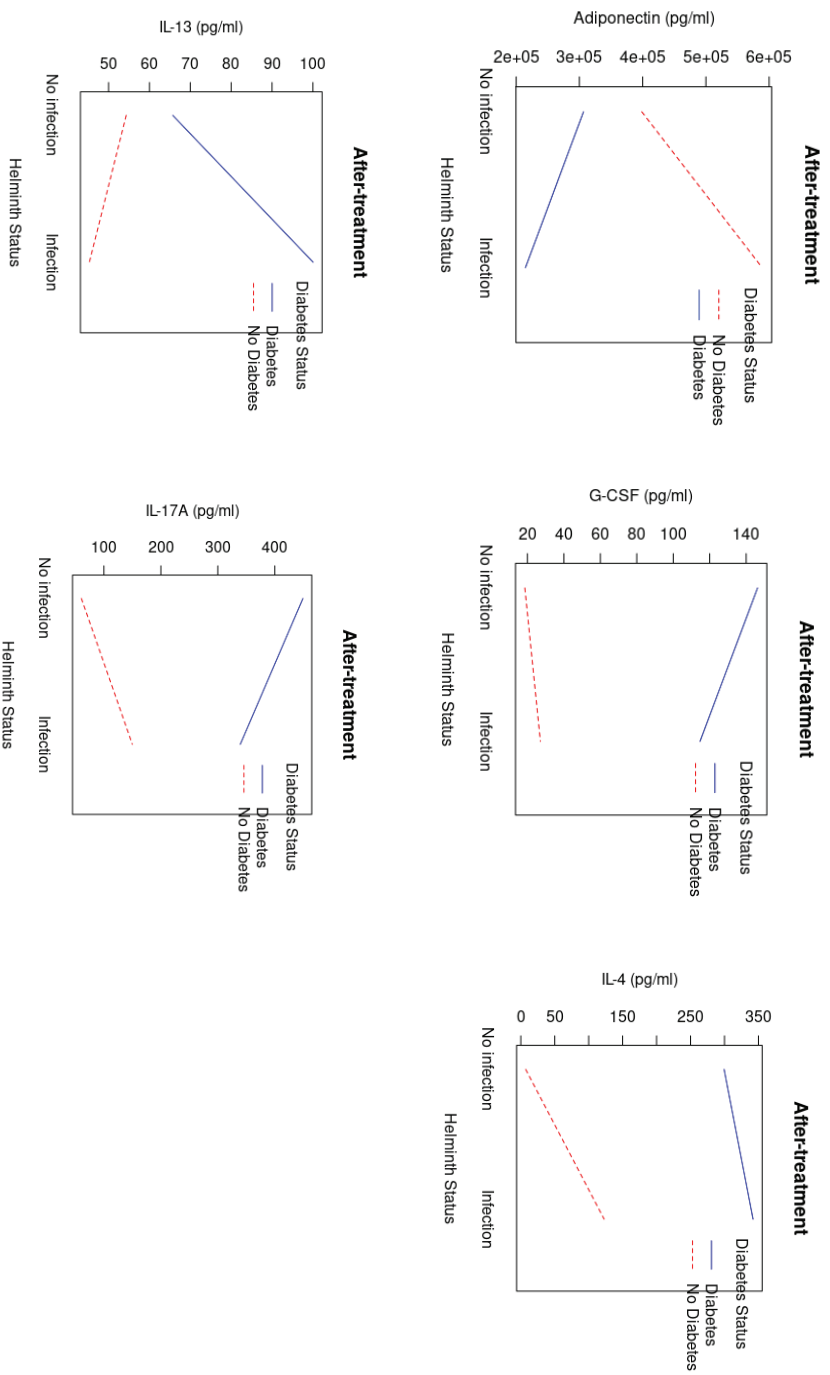 After-treatment
Adiponectin (pg/ml)
2e+05 3e+05 4e+05 5e+05 6e+05
No infection Infection
Helminth Status
Diabetes Status
No Diabetes
Diabetes
After-treatment
G-CSF (pg/ml)
20 40 60 80 100 140
No infection Infection
Helminth Status
Diabetes Status
Diabetes
No Diabetes
After-treatment
IL-4 (pg/ml)
0 50 150 250 350
No infection Infection
Helminth Status
Diabetes Status
Diabetes
No Diabetes
After-treatment
IL-13 (pg/ml)
50 60 70 80 90 100
No infection Infection
Helminth Status
Diabetes Status
Diabetes
No Diabetes
After-treatment
IL-17A (pg/ml)
100 200 300 400
No infection Infection
Helminth Status
Diabetes Status
Diabetes
No Diabetes